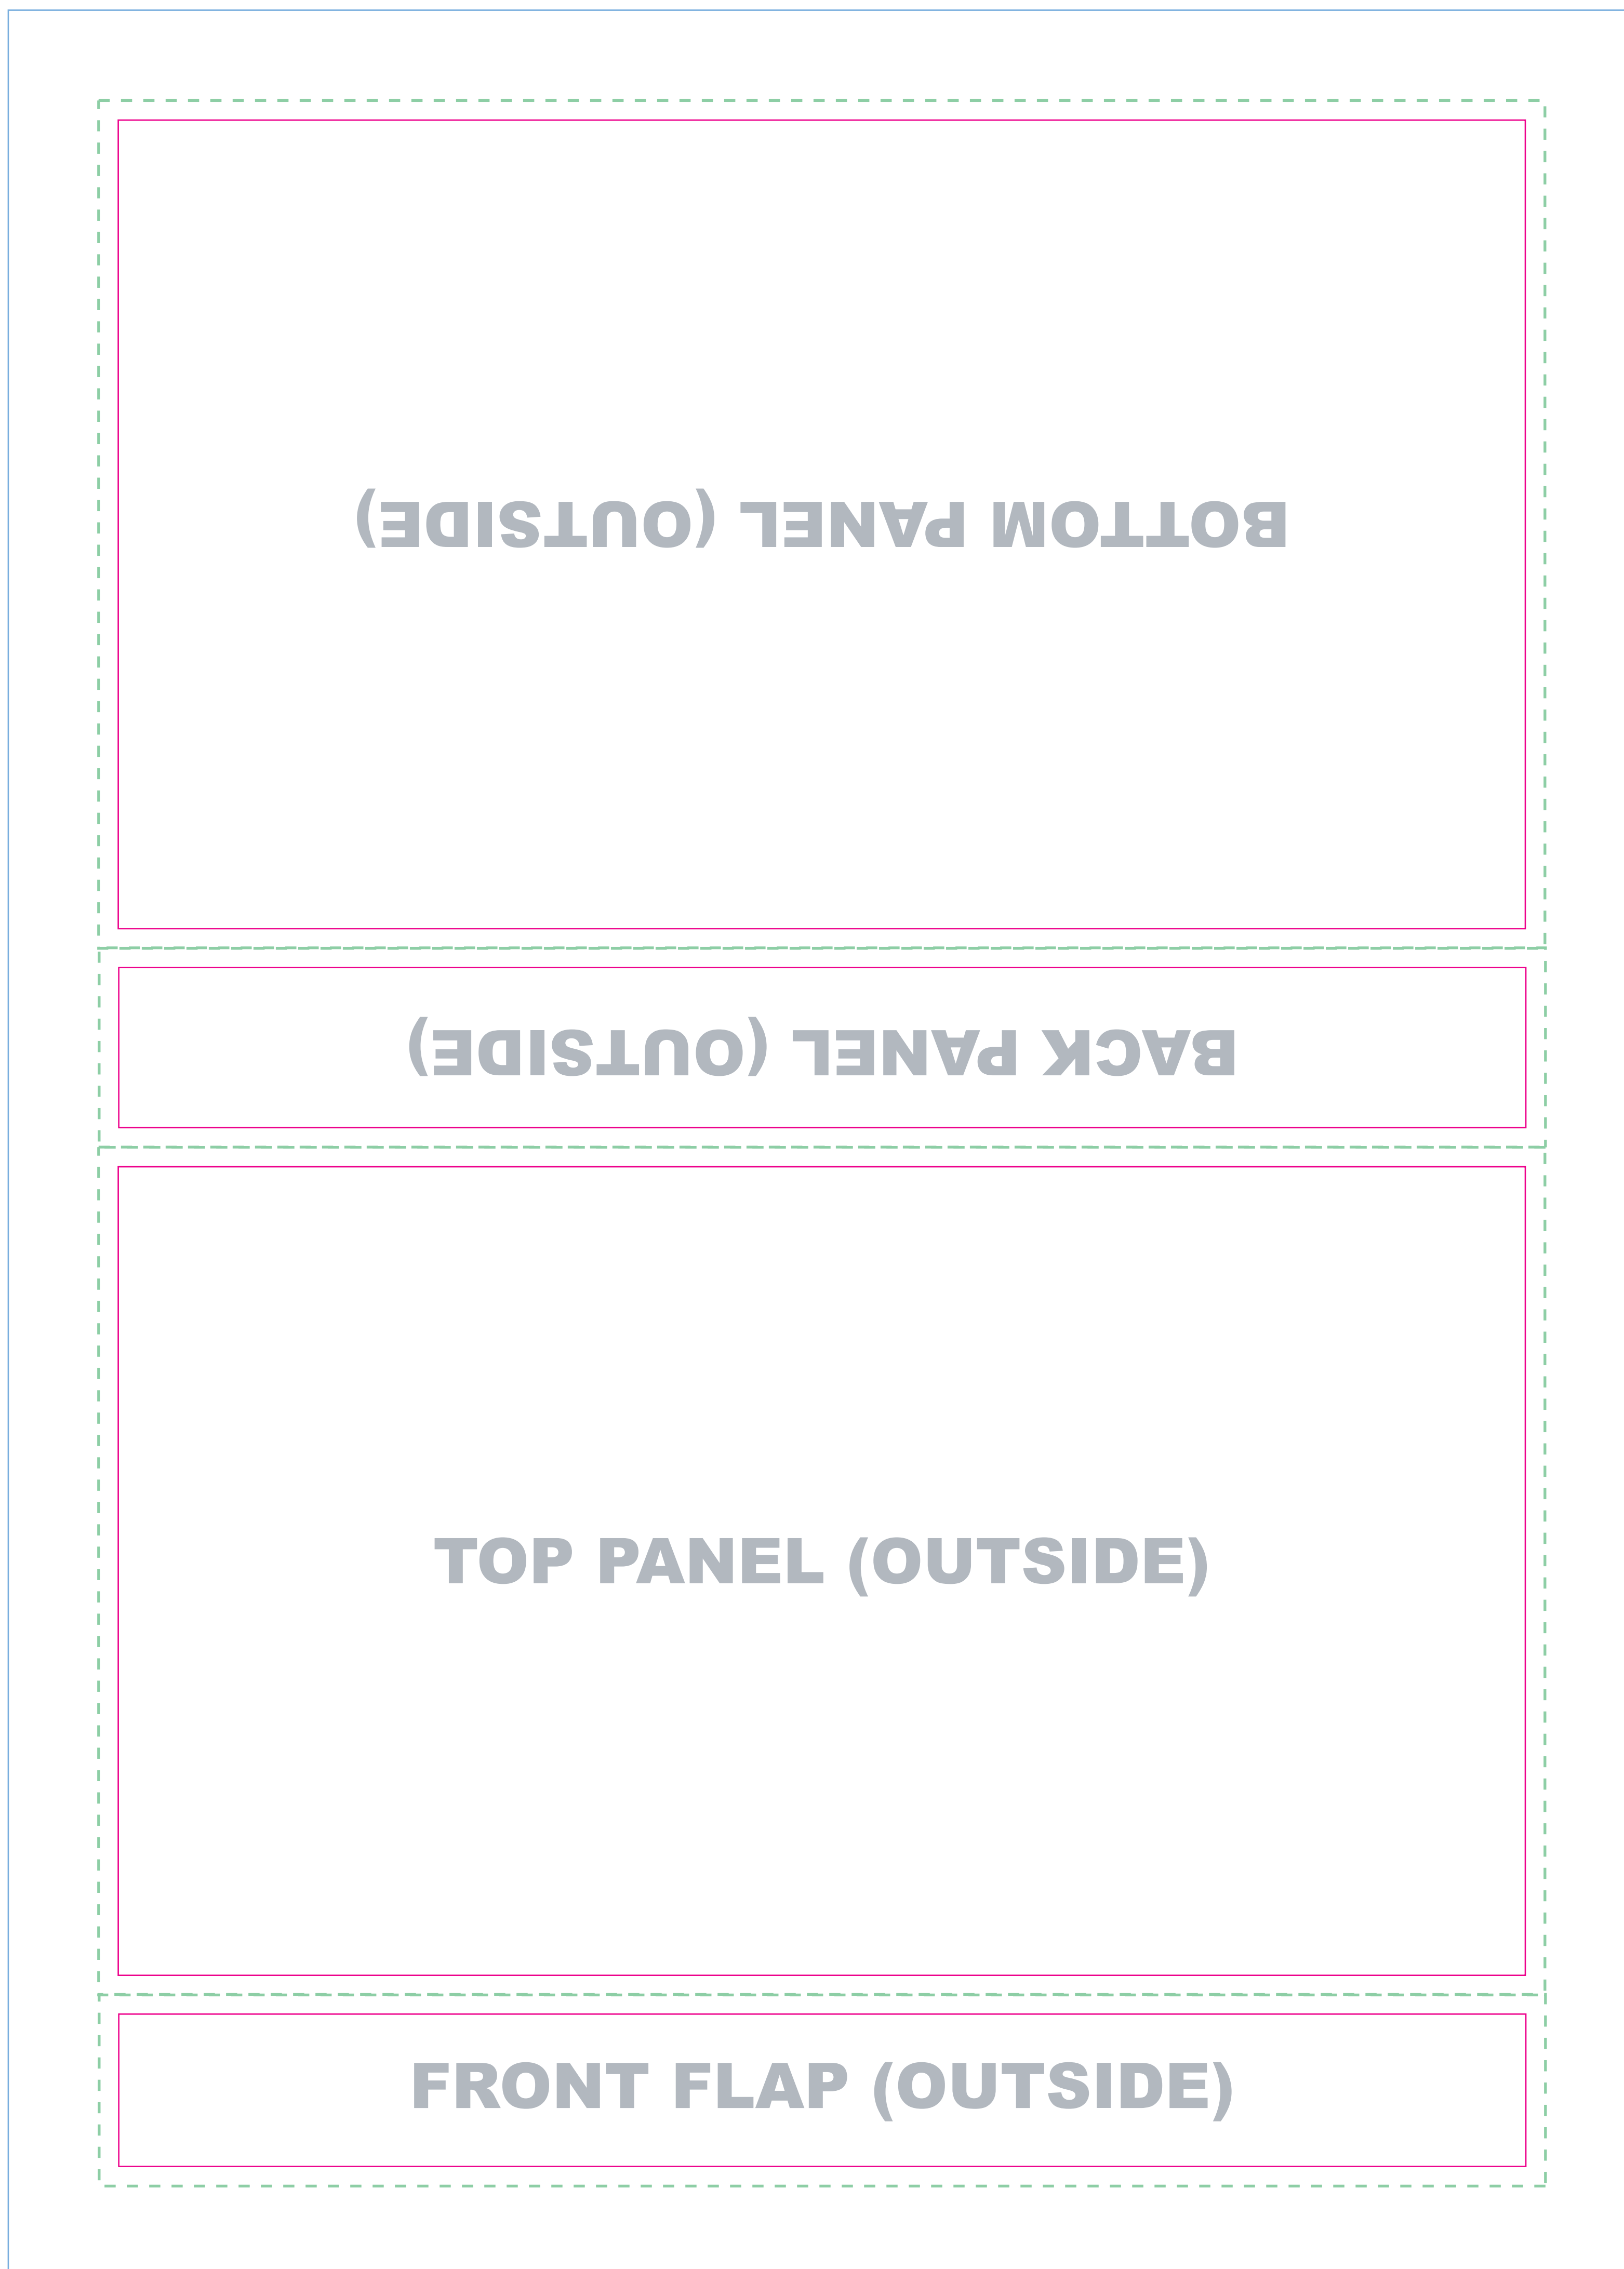 BOTTOM PANEL (OUTSIDE)
BACK PANEL (OUTSIDE)
TOP PANEL (OUTSIDE)
FRONT FLAP (OUTSIDE)